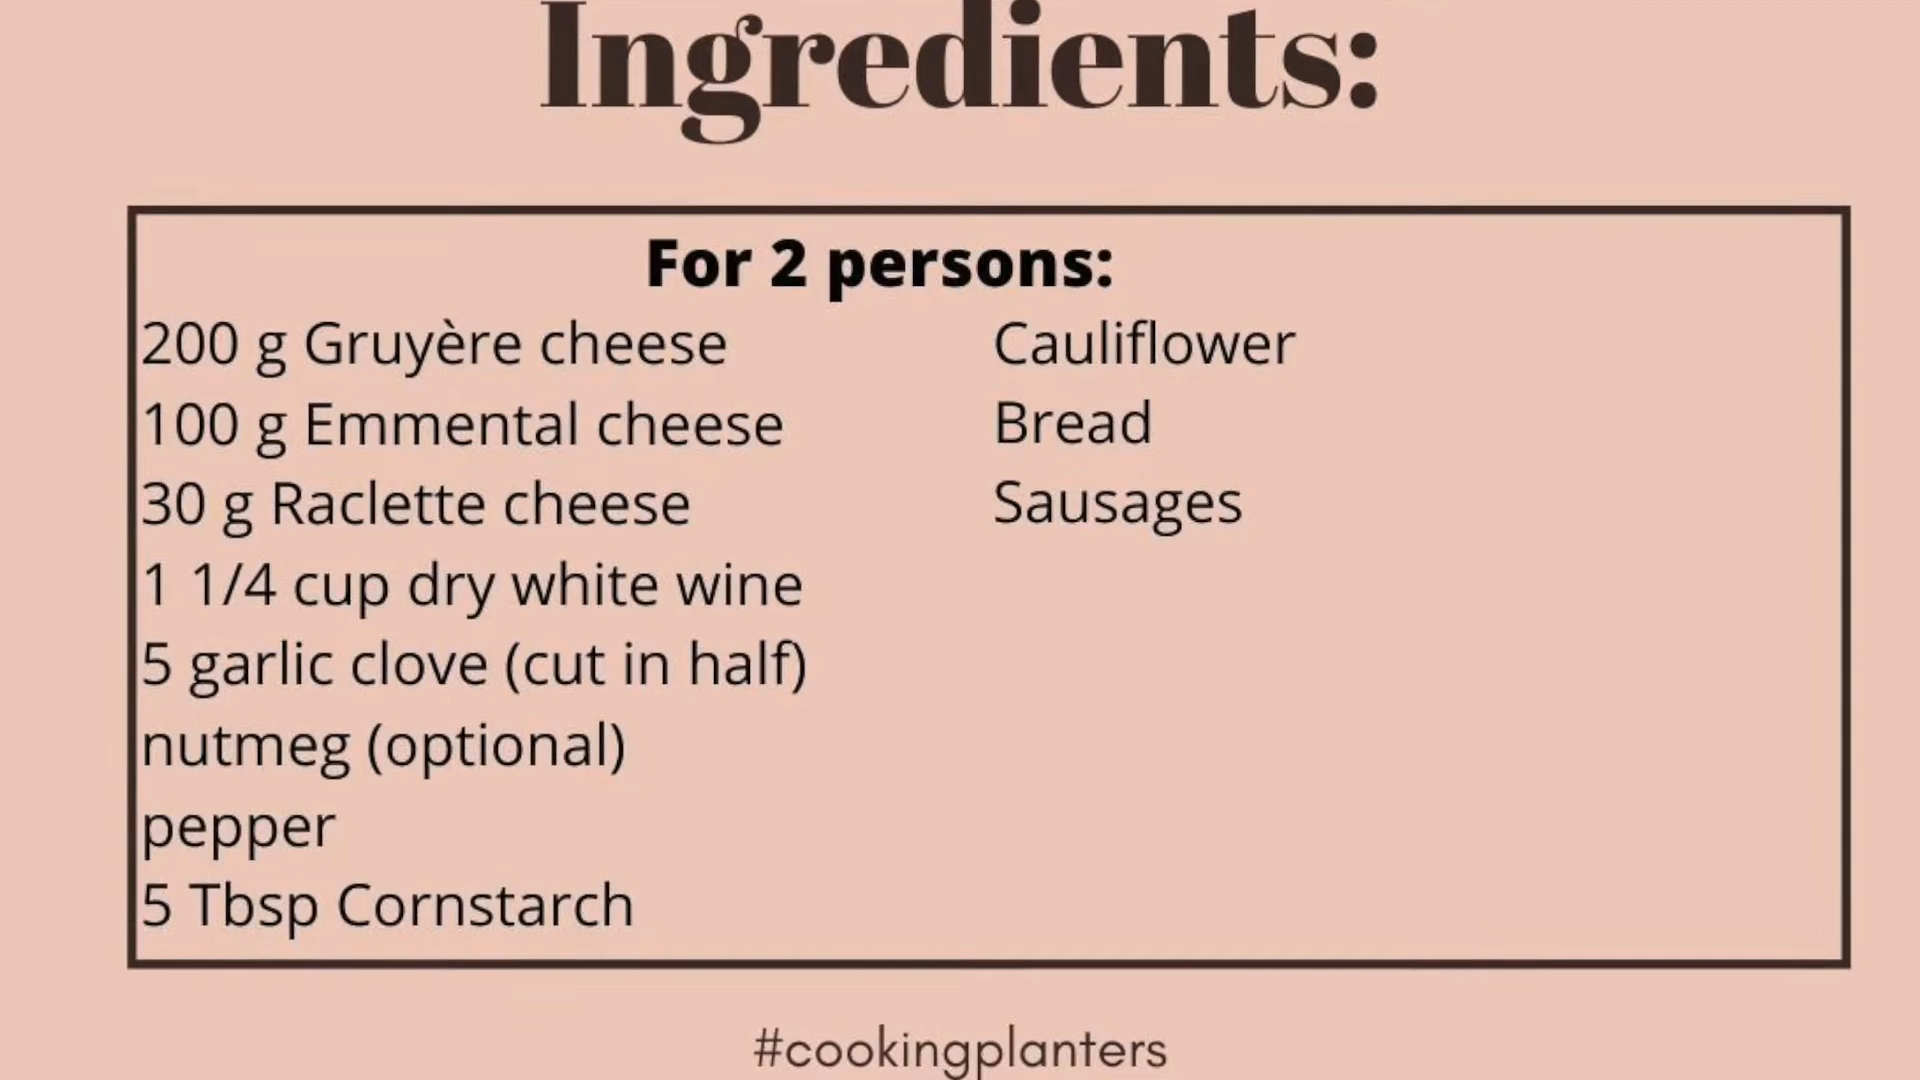 Ingredients:
For 2 persons:
200 g Gruyère cheese
100 g Emmental cheese
30 g Raclette cheese
1 1/4 cup dry white wine
5 garlic clove (cut in half)
nutmeg (optional)
pepper
5 Tbsp Cornstarch
Cauliflower
Bread
Sausages
#cookingplanters